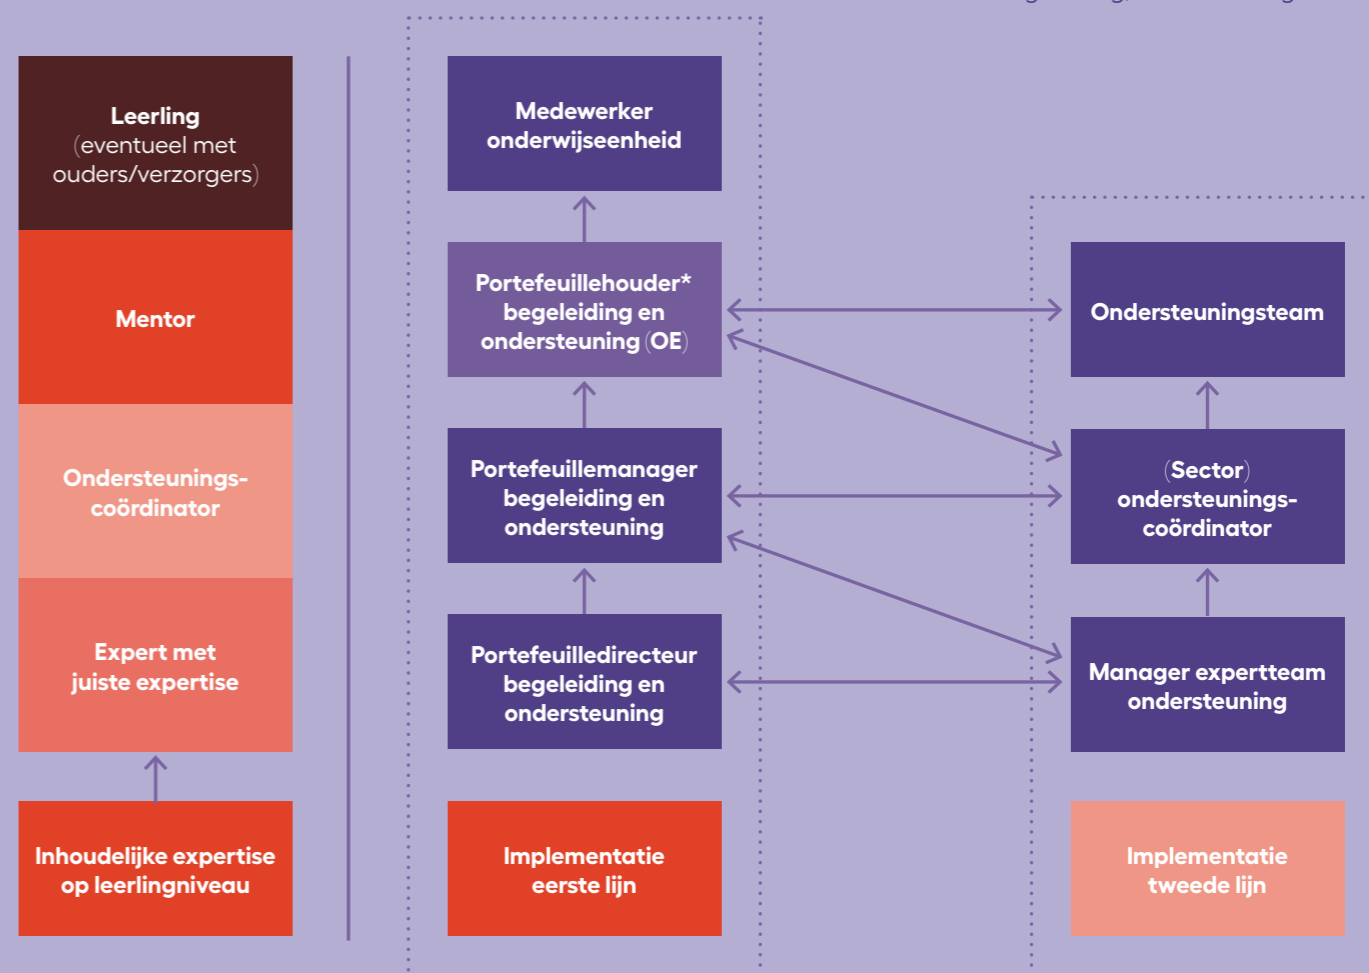 Leerling
(eventueel met
ouders/verzorgers)
Mentor
Ondersteunings-
coördinator
Expert met
juiste expertise
Inhoudelijke expertise
op leerlingniveau
Medewerker
onderwijseenheid
Portefeuillehouder*
begeleiding en
ondersteuning (OE)
Portefeuillemanager
begeleiding en
ondersteuning
Portefeuilledirecteur
begeleiding en
ondersteuning
Implementatie
eerste lijn
Ondersteuningsteam
(Sector)
ondersteunings-
coördinator
Manager expertteam
ondersteuning
Implementatie
tweede lijn